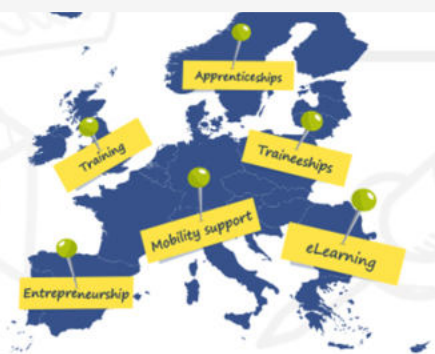 Apprenticeships
Training
Traineeships
Mobility support
eLearning
Entrepreneurship